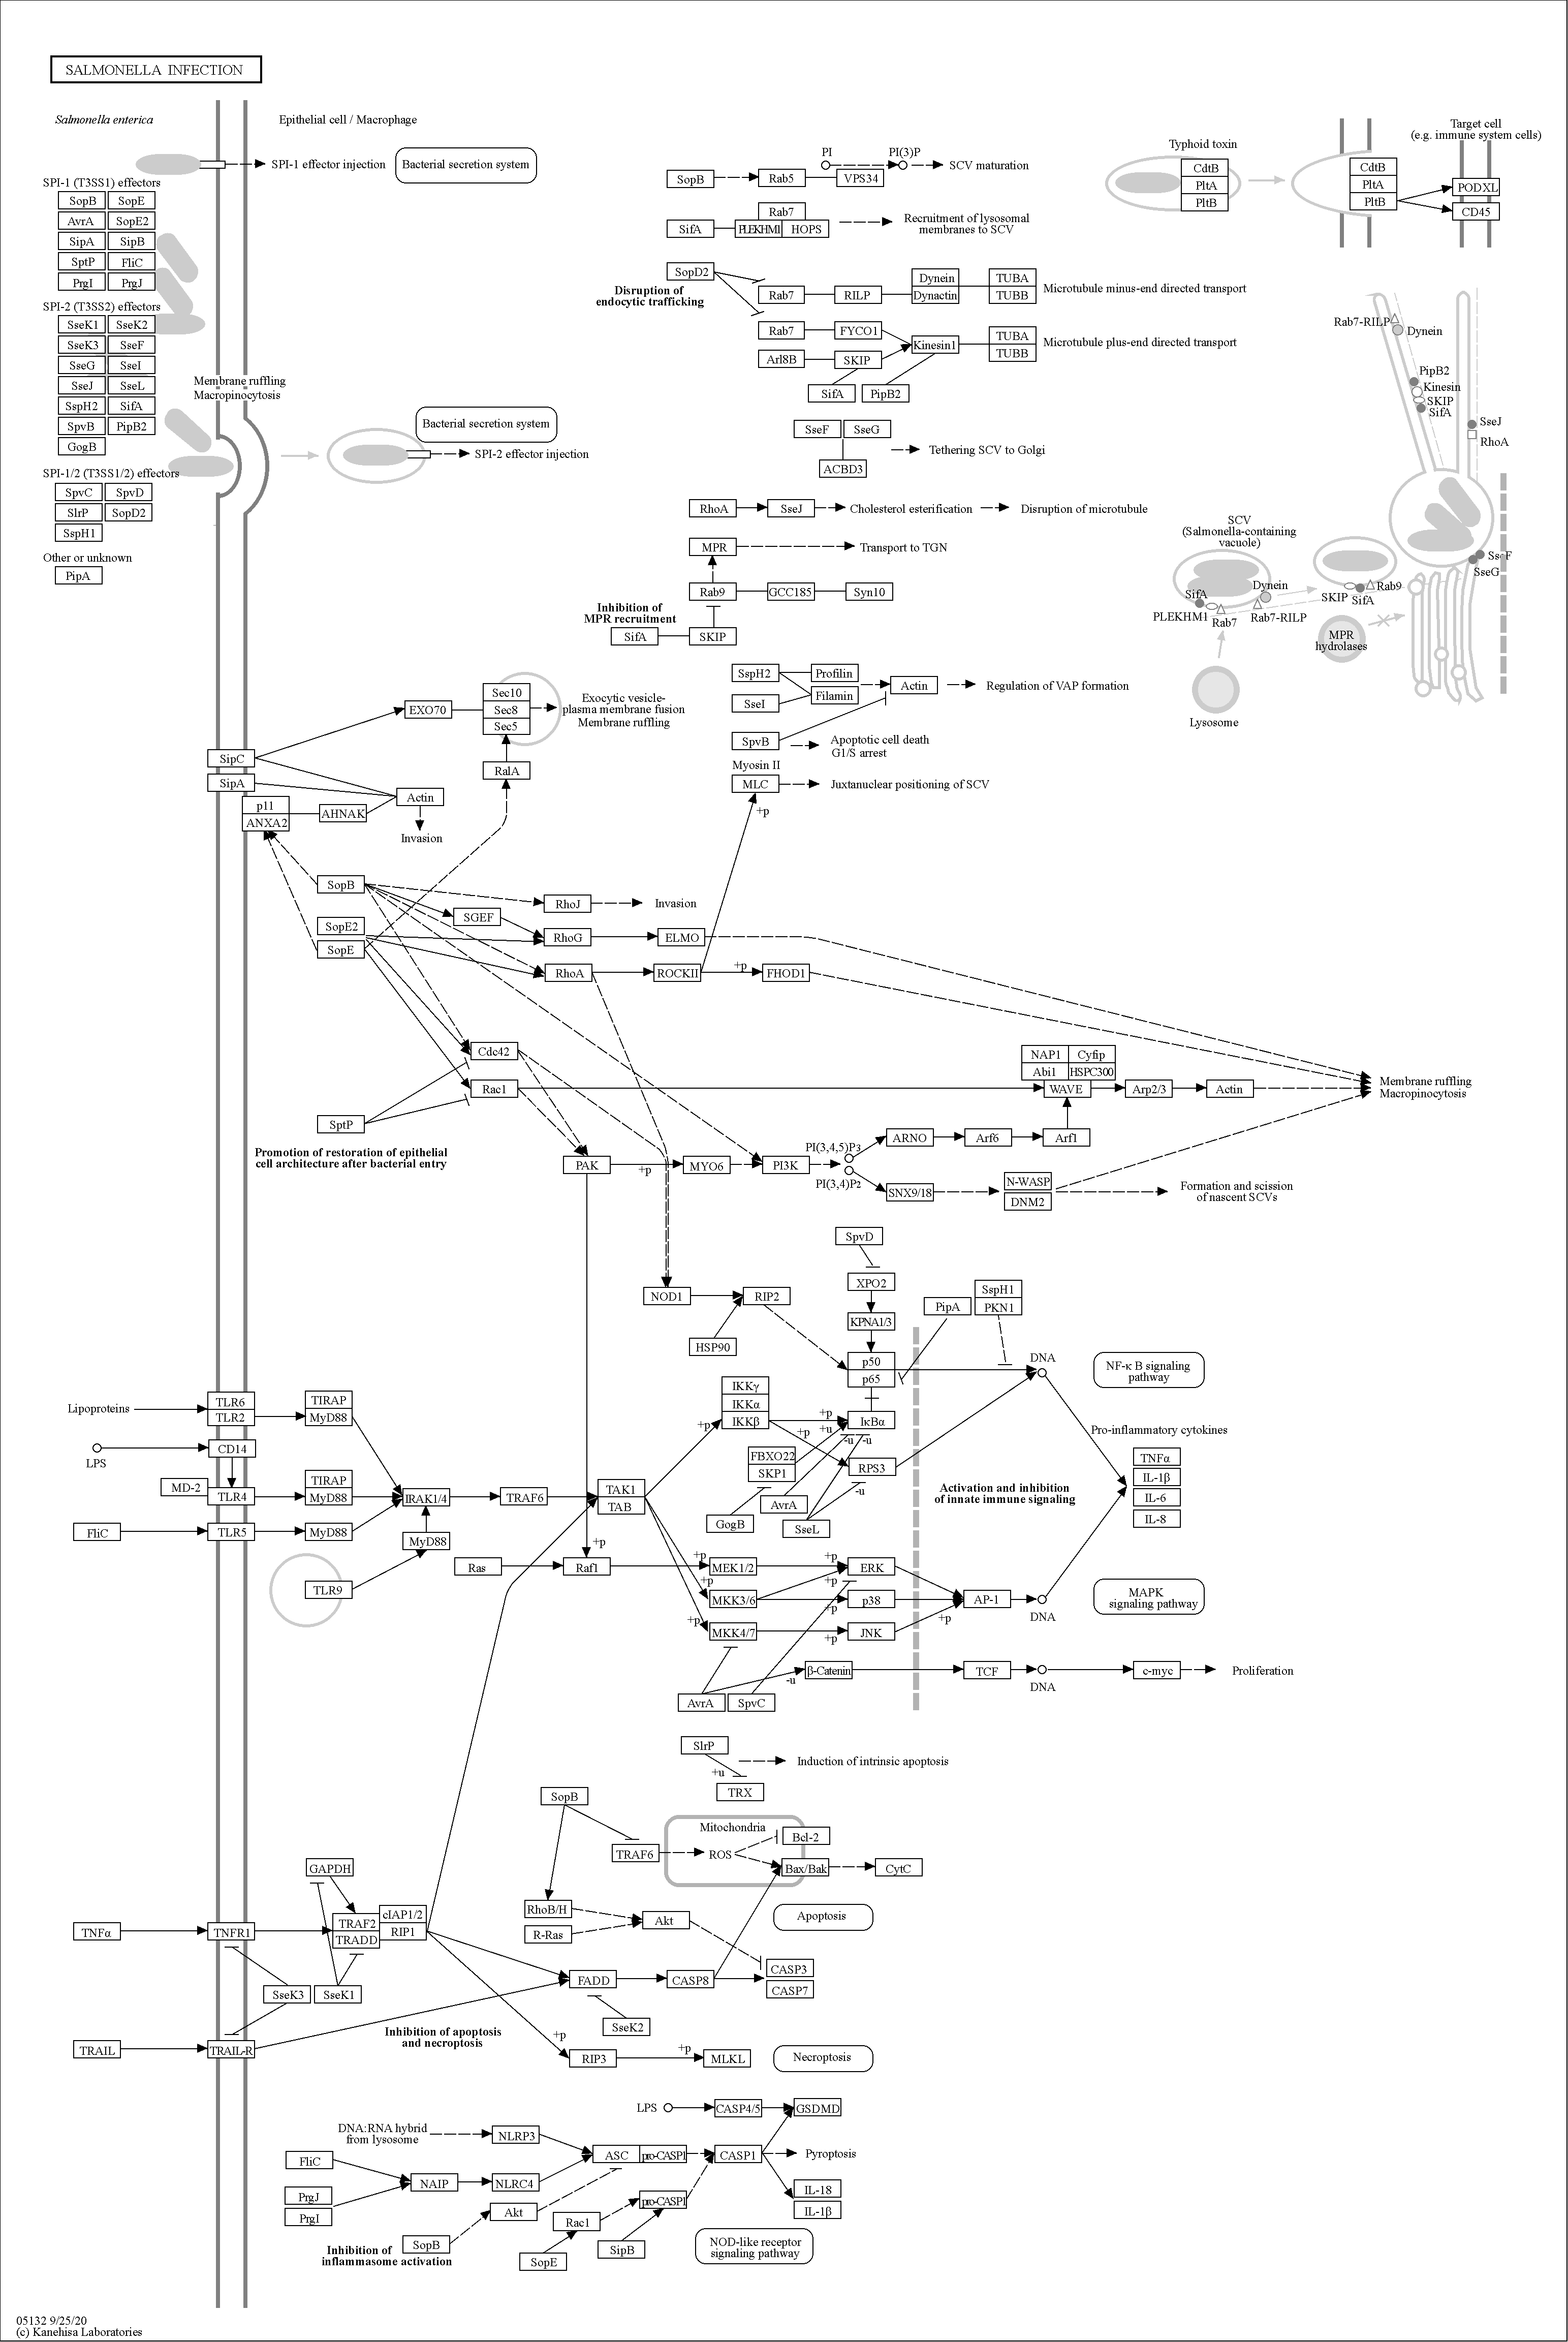 SALMONELLA INFECTION
Salmonella enterica
Epithelial cell / Macrophage
SPI-1 effector injection
Bacterial secretion system
SPI-1 (T3SS1) effectors
SopB
SopE
AvrA
SopE2
SipA
SipB
SptP
FliC
PrgI
PrgJ
SPI-2 (T3SS2) effectors
SseK1
SseK2
SseK3
SseF
SseG
SseI
SseJ
SseL
SspH2
SifA
SpvB
PipB2
GogB
SPI-1/2 (T3SS1/2) effectors
SpvC
SpvD
SlrP
SopD2
SspH1
Other or unknown
PipA
Membrane ruffling
Macropinocytosis
Bacterial secretion system
SPI-2 effector injection
PI
PI(3)P
SCV maturation
SopB
Rab5
VPS34
Rab7
SifA
PLEKHM1
HOPS
Recruitment of lysosomal
membranes to SCV
SopD2
Disruption of
endocytic trafficking
Rab7
RILP
Dynein
Dynactin
TUBA
TUBB
Microtubule minus-end directed transport
Rab7
FYCO1
Arl8B
SKIP
Kinesin1
TUBA
TUBB
Microtubule plus-end directed transport
SifA
PipB2
SseF
SseG
ACBD3
Tethering SCV to Golgi
RhoA
SseJ
Cholesterol esterification
Disruption of microtubule
MPR
Transport to TGN
Rab9
GCC185
Syn10
Inhibition of
MPR recruitment
SifA
SKIP
Typhoid toxin
CdtB
PltA
PltB
CdtB
PltA
PltB
Target cell
(e.g. immune system cells)
PODXL
CD45
Rab7-RILP
Dynein
PipB2
Kinesin
SKIP
SifA
SseJ
RhoA
SCV
(Salmonella-containing
vacuole)
SseF
SseG
SifA
Dynein
PLEKHM1
Rab7
Rab7-RILP
SKIP
SifA
Rab9
MPR
hydrolases
Lysosome
SspH2
Profilin
SseI
Filamin
Actin
Regulation of VAP formation
SpvB
Apoptotic cell death
G1/S arrest
Myosin II
MLC
Juxtanuclear positioning of SCV
+p
EXO70
Sec10
Sec8
Sec5
Exocytic vesicle-
plasma membrane fusion
Membrane ruffling
RalA
SipC
SipA
p11
ANXA2
AHNAK
Actin
Invasion
SopB
SopE2
SopE
RhoJ
Invasion
SGEF
RhoG
ELMO
RhoA
ROCKII
+p
FHOD1
Cdc42
Rac1
SptP
Promotion of restoration of epithelial
cell architecture after bacterial entry
NAP1
Cyfip
Abi1
HSPC300
WAVE
Arp2/3
Actin
Membrane ruffling
Macropinocytosis
PAK
+p
MYO6
PI3K
PI(3,4,5)P3
PI(3,4)P2
ARNO
Arf6
Arf1
SNX9/18
N-WASP
DNM2
Formation and scission
of nascent SCVs
SpvD
XPO2
KPNA1/3
NOD1
RIP2
HSP90
p50
p65
PipA
SspH1
PKN1
DNA
NF-κ B signaling
pathway
IKKγ
IKKα
IKKβ
+p
+p
+u
+p
IκBα
-u
-u
FBXO22
SKP1
RPS3
-u
AvrA
GogB
SseL
Activation and inhibition
of innate immune signaling
Pro-inflammatory cytokines
TNFα
IL-1β
IL-6
IL-8
Lipoproteins
TLR6
TLR2
TIRAP
MyD88
LPS
CD14
MD-2
TLR4
TIRAP
MyD88
IRAK1/4
TRAF6
TAK1
TAB
FliC
TLR5
MyD88
MyD88
TLR9
Ras
+p
Raf1
+p
MEK1/2
+p
ERK
+p
MKK3/6
+p
p38
+p
+p
MKK4/7
+p
JNK
+p
AP-1
DNA
MAPK
signaling pathway
AvrA
SpvC
-u
β-Catenin
TCF
DNA
c-myc
Proliferation
SlrP
+u
TRX
Induction of intrinsic apoptosis
SopB
TRAF6
Mitochondria
ROS
Bcl-2
Bax/Bak
CytC
RhoB/H
R-Ras
Akt
Apoptosis
CASP3
CASP7
GAPDH
TNFα
TNFR1
TRAF2
TRADD
cIAP1/2
RIP1
SseK3
SseK1
FADD
CASP8
SseK2
TRAIL
TRAIL-R
Inhibition of apoptosis
and necroptosis
+p
RIP3
+p
MLKL
Necroptosis
LPS
CASP4/5
GSDMD
DNA:RNA hybrid
from lysosome
NLRP3
ASC
pro-CASP1
CASP1
Pyroptosis
FliC
NAIP
NLRC4
PrgJ
PrgI
Akt
pro-CASP1
Rac1
IL-18
IL-1β
SopB
SipB
SopE
Inhibition of
inflammasome activation
NOD-like receptor
signaling pathway
05132 9/25/20
(c) Kanehisa Laboratories